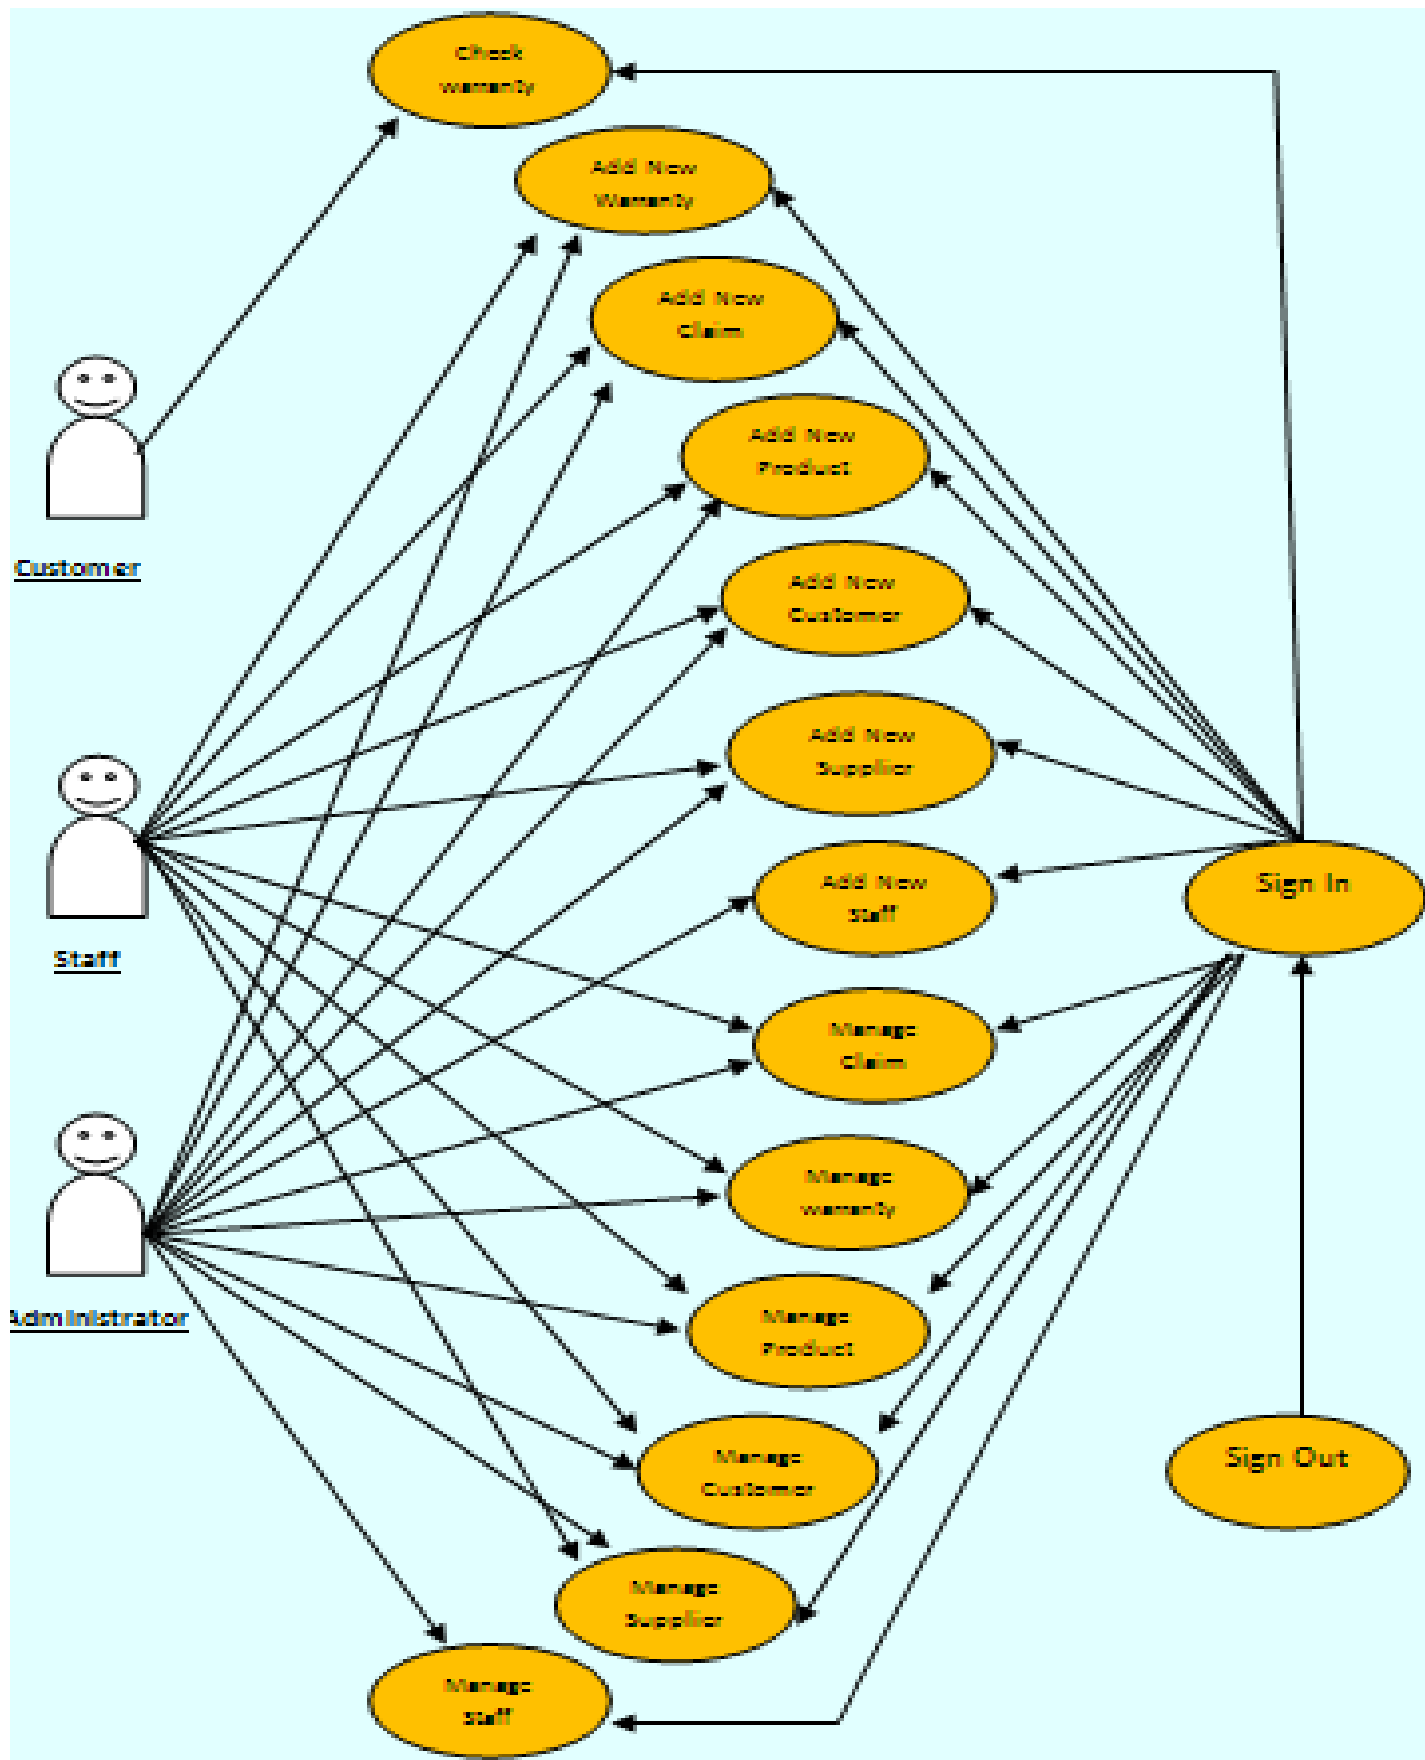 Check
warranty
Add New
Warranty
Add New
Claim
Add New
Product
Customer
Add New
Customer
Add New
Supplier
Add New
Staff
Sign In
Staff
Manage
Claim
Manage
warranty
Administrator
Manage
Product
Manage
Customer
Sign Out
Manage
Supplier
Manage
Staff